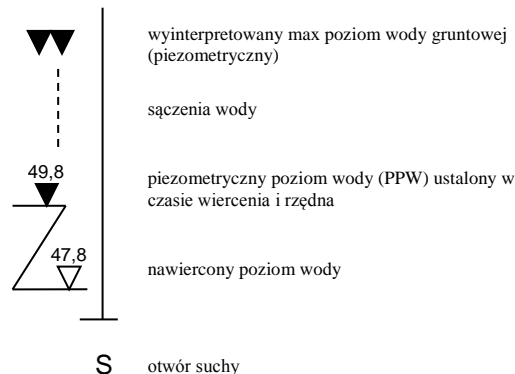 wyinterpretowany max poziom wody gruntowej
(piezometryczny)
sączenia wody
49,8
piezometryczny poziom wody (PPW) ustalony w
czasie wiercenia i rzędna
47,8
nawiercony poziom wody
S
otwór suchy